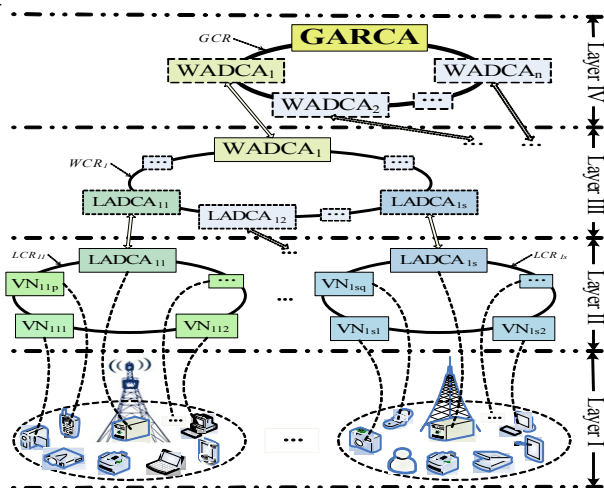 GCR
GARCA
WADCA1
WADCAn
WADCA2
...
...
...
Layer IV
WADCA1
...
...
WCR1
LADCA11
LADCA1s
LADCA12
...
...
Layer III
LCR11
LADCA11
LADCA1s
LCR1s
VN11p
...
VN1sq
...
...
VN111
VN112
VN1s1
VN1s2
Layer II
...
...
...
Layer I